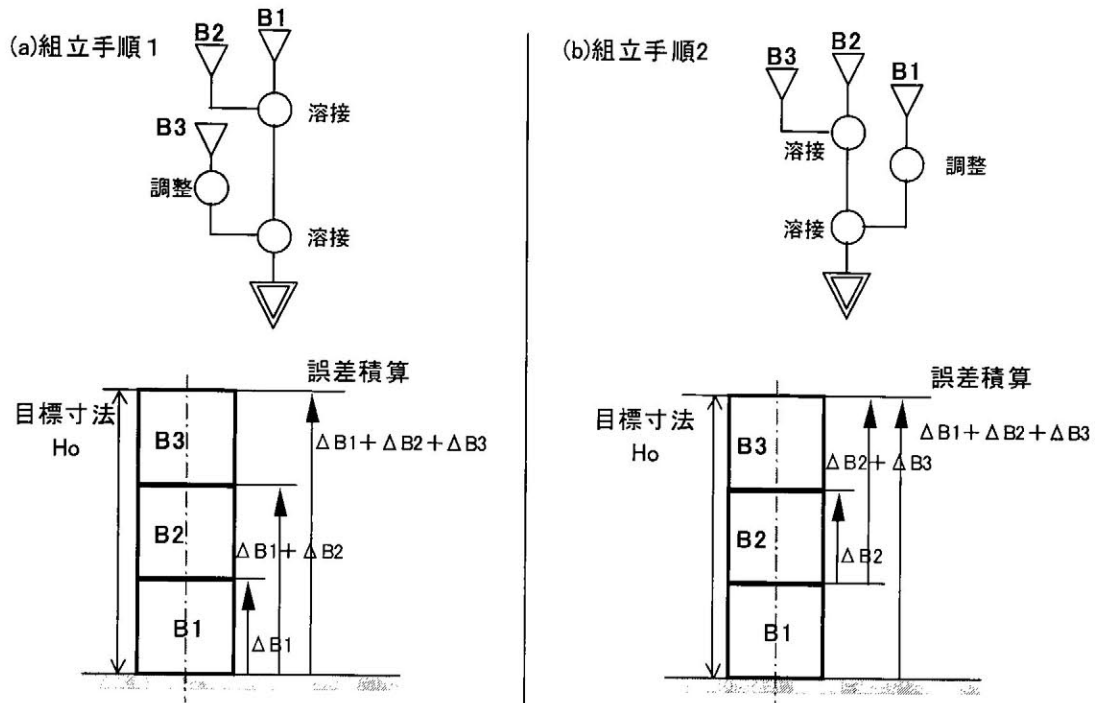 (a)組立手順1
B2
B1
溶接
B3
調整
溶接
誤差積算
目標寸法
Ho
B3
ΔB1+ΔB2+ΔB3
B2
ΔB1+ΔB2
B1
ΔB1
(b)組立手順2
B3
B2
B1
溶接
調整
溶接
誤差積算
目標寸法
Ho
B3
ΔB1+ΔB2+ΔB3
ΔB2+ΔB3
B2
ΔB2
B1